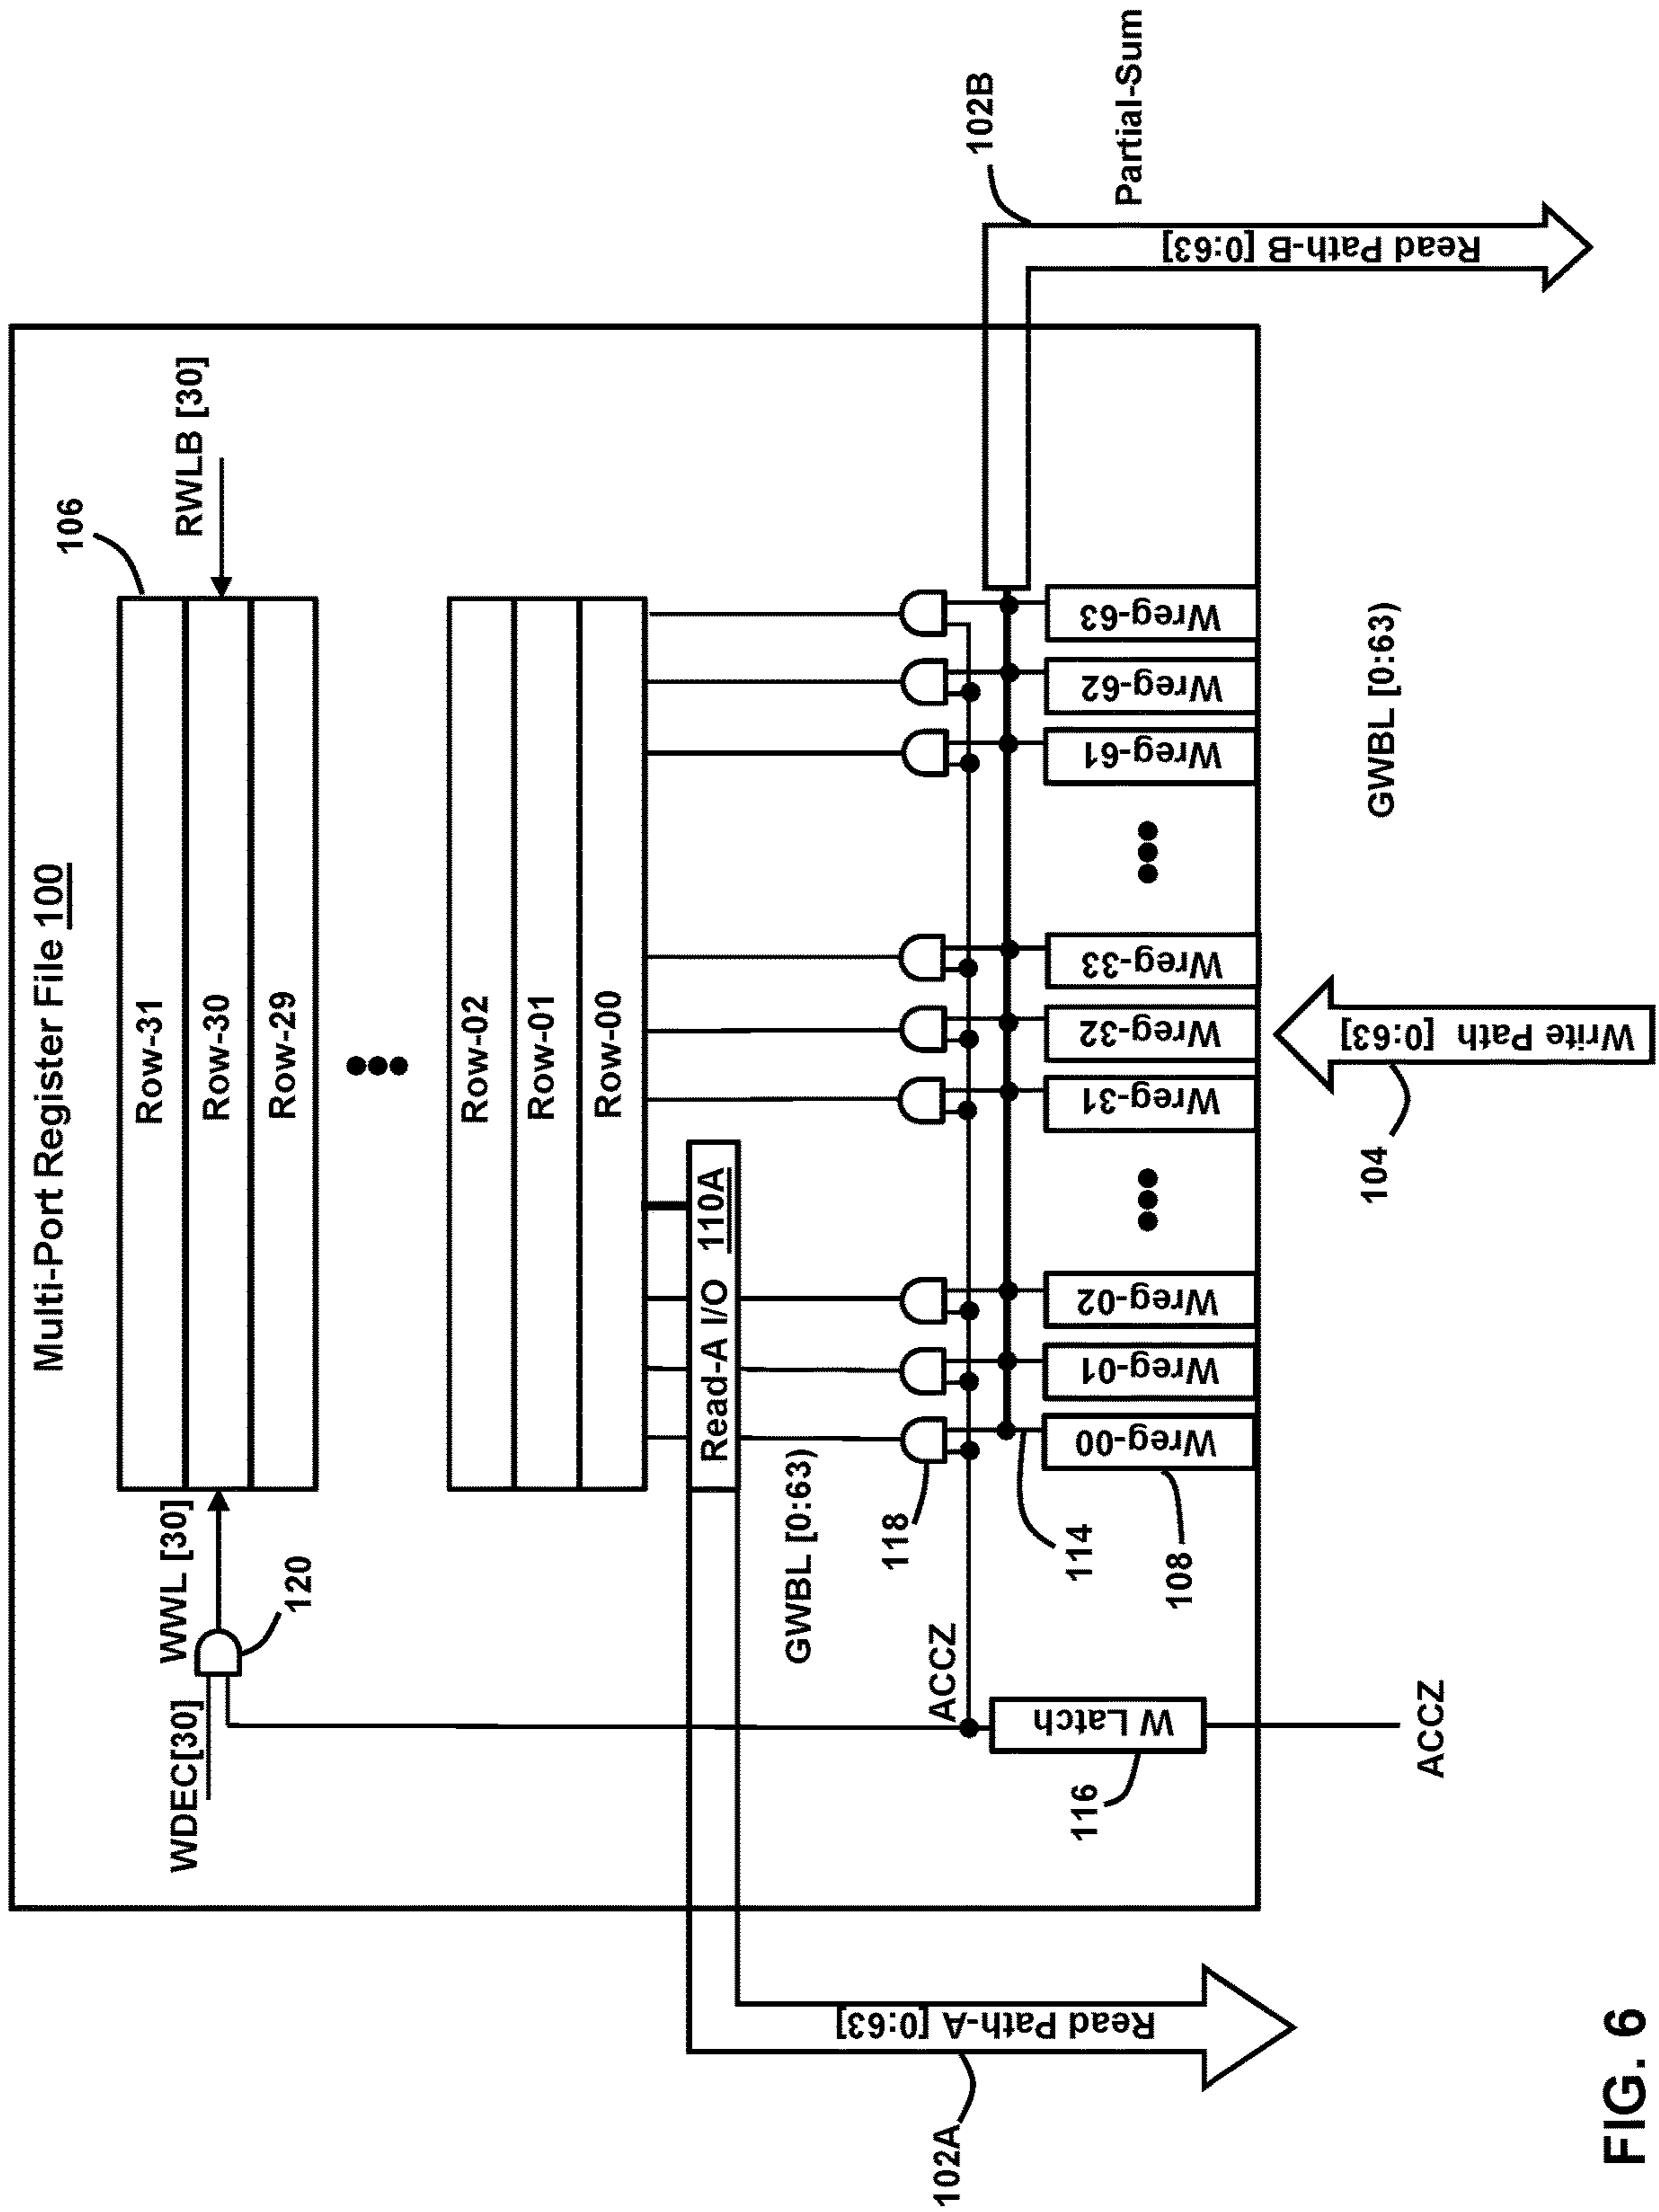 Multi-Port Register File 100
106
Row-31
Row-30
Row-29
WDEC[30]
WWL [30]
120
RWLB [30]
Row-02
Row-01
Row-00
Read-A I/O 110A
GWBL [0:63)
118
ACCZ
114
108
W Latch
116
ACCZ
Wreg-00
Wreg-01
Wreg-02
Wreg-31
Wreg-32
Wreg-33
Wreg-61
Wreg-62
Wreg-63
102A
Read Path-A [0:63]
102B
Partial-Sum
Read Path-B [0:63]
104
Write Path [0:63]
GWBL [0:63)
FIG. 6